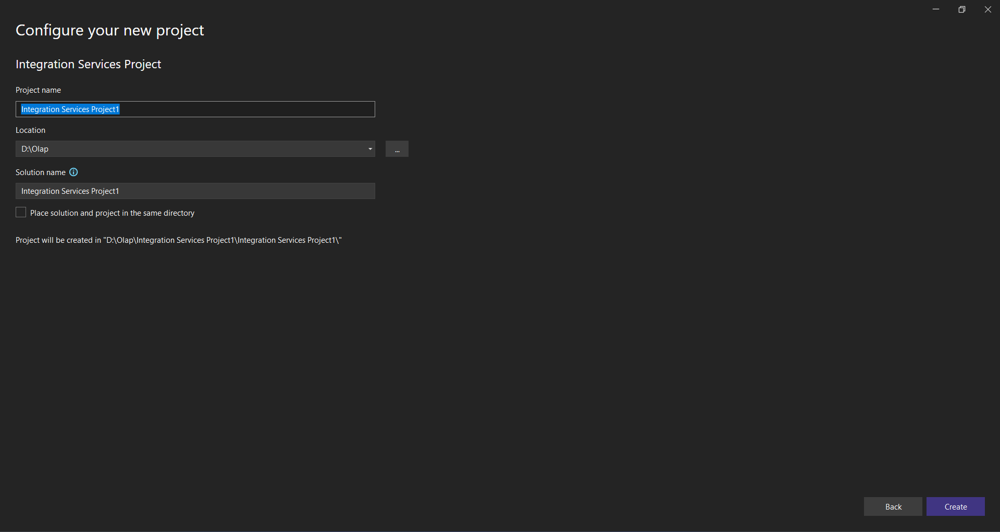 Configure your new project
Integration Services Project
Project name
Integration Services Project1
Location
D:\Olap
...
Solution name
Integration Services Project1
Place solution and project in the same directory
Project will be created in "D:\Olap\Integration Services Project1\Integration Services Project1\"
Back
Create